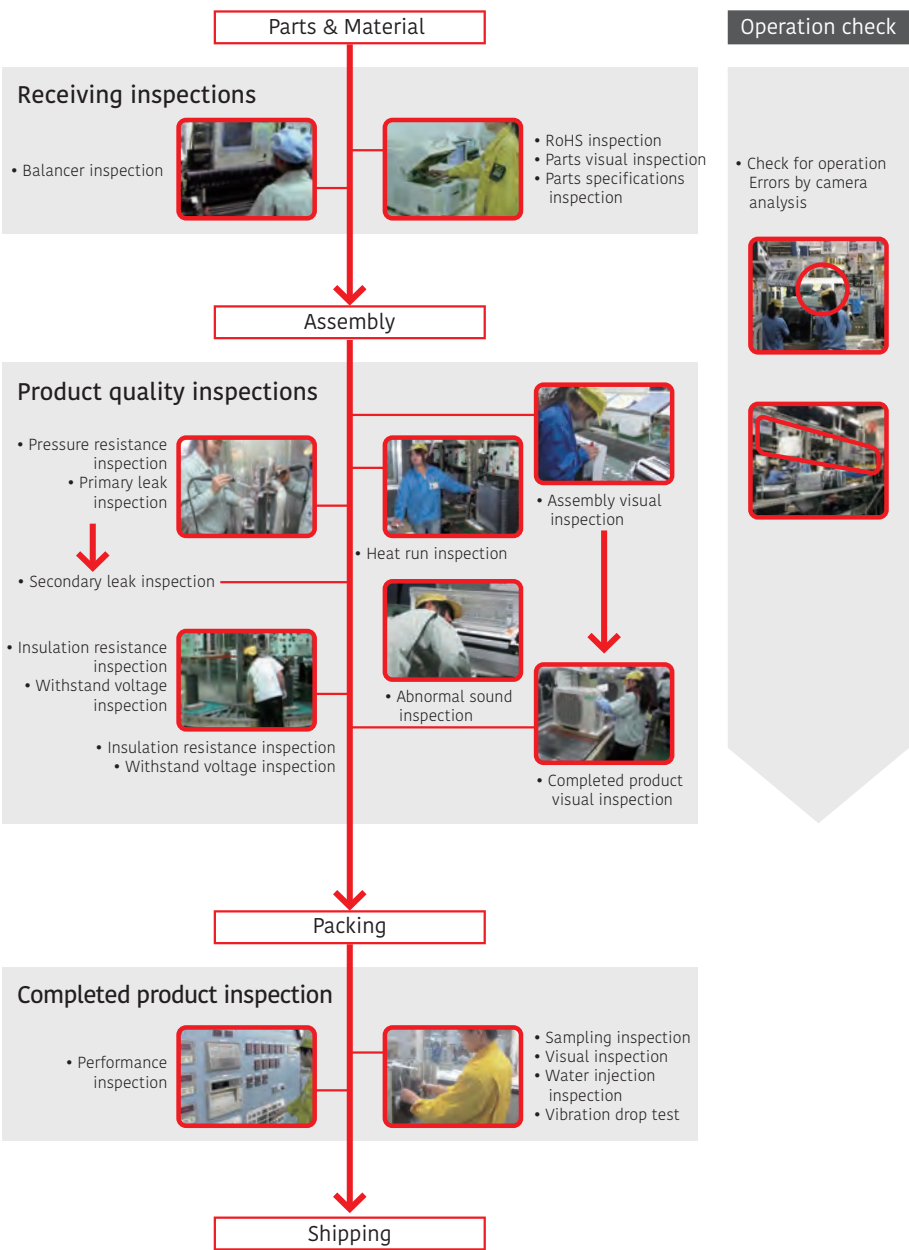 Parts & Material
Operation check
Receiving inspections
• Balancer inspection
• RoHS inspection
• Parts visual inspection
• Parts specifications
inspection
• Check for operation
Errors by camera
analysis
Assembly
Product quality inspections
• Pressure resistance
inspection
• Primary leak
inspection
• Assembly visual
inspection
• Heat run inspection
• Secondary leak inspection
• Insulation resistance
inspection
• Withstand voltage
inspection
• Abnormal sound
inspection
• Insulation resistance inspection
• Withstand voltage inspection
• Completed product
visual inspection
Packing
Completed product inspection
• Performance
inspection
• Sampling inspection
• Visual inspection
• Water injection
inspection
• Vibration drop test
Shipping